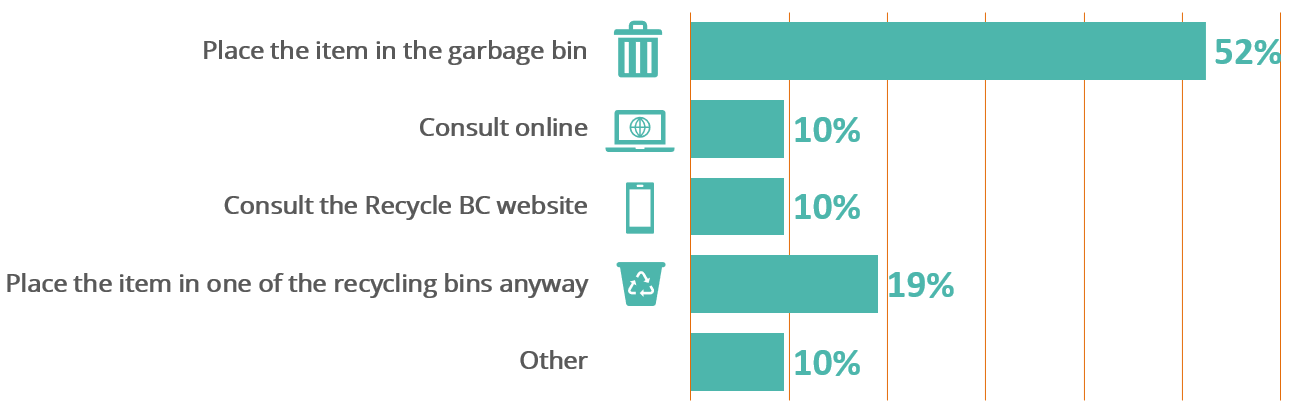 Place the item in the garbage bin 52%
Consult online 10%
Consult the Recycle BC website 10%
Place the item in one of the recycling bins anyway 19%
Other 10%